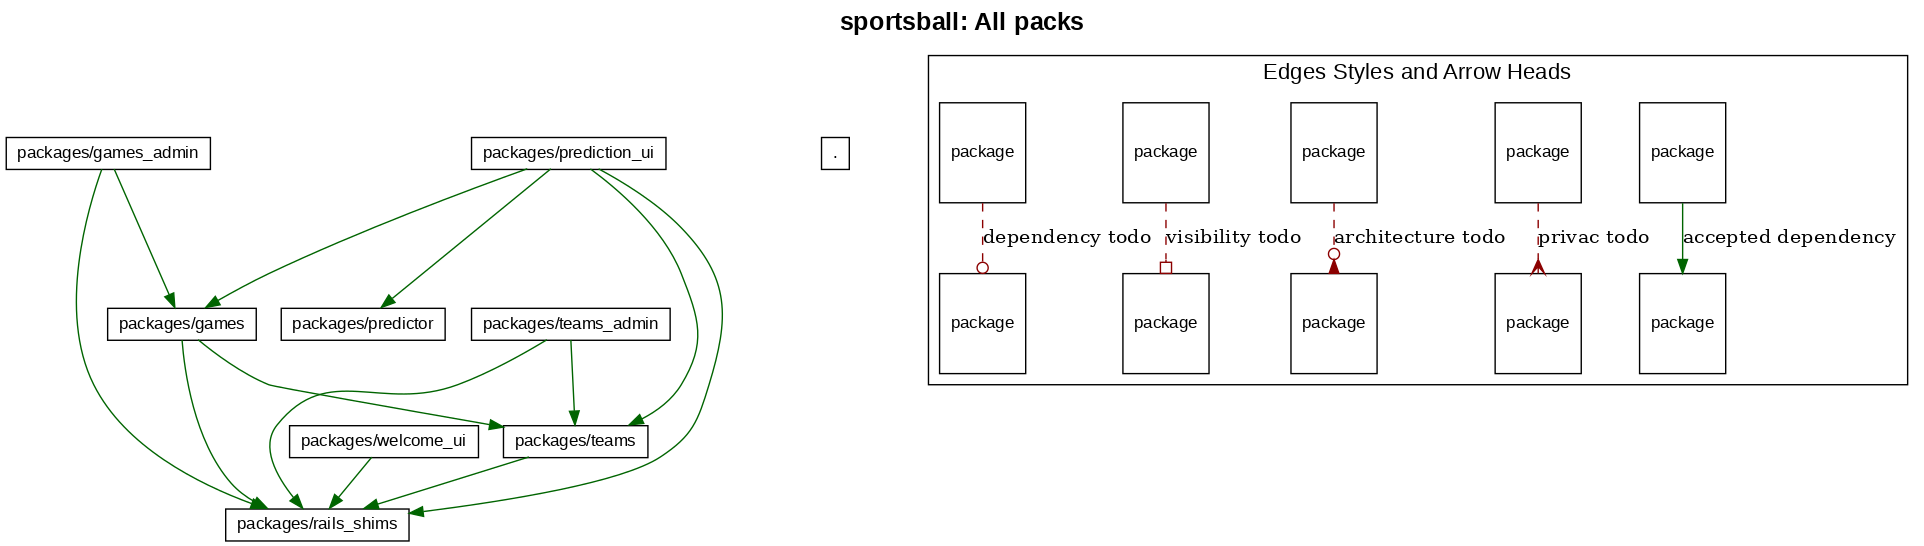 sportsball: All packs
Edges Styles and Arrow Heads
packages/games_admin
packages/prediction_ui
.
package
package
package
package
package
dependency todo
visibility todo
architecture todo
privac todo
accepted dependency
packages/games
packages/predictor
packages/teams_admin
package
package
package
package
package
packages/welcome_ui
packages/teams
packages/rails_shims